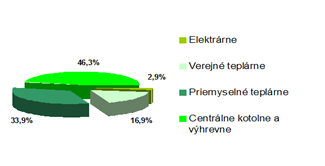 46,3%
2,9%
33,9%
16,9%
Elektrárne
Verejné teplárne
Priemyselné teplárne
Centrálne kotolne a
výhrevne